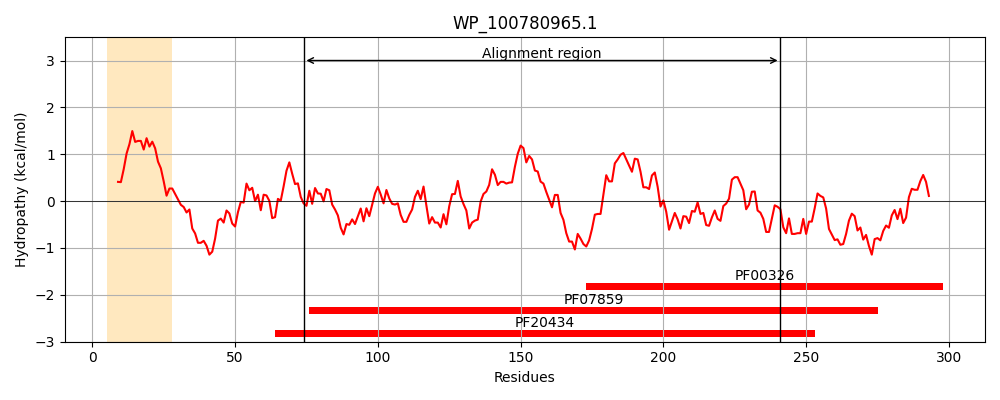 WP_100780965.1
Alignment region
Hydropathy (kcal/mol)
3
2
1
0
−1
−2
−3
PF00326
PF07859
PF20434
0 50 100 150 200 250 300
Residues